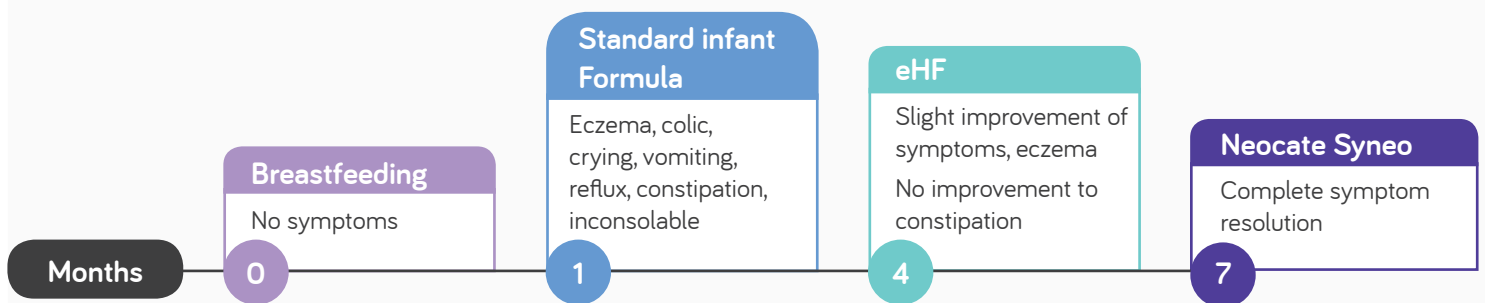 Months
0
Breastfeeding
No symptoms
1
Standard infant
Formula
Eczema, colic,
crying, vomiting,
reflux, constipation,
inconsolable
4
eHF
Slight improvement of
symptoms, eczema
No improvement to
constipation
7
Neocate Syneo
Complete symptom
resolution